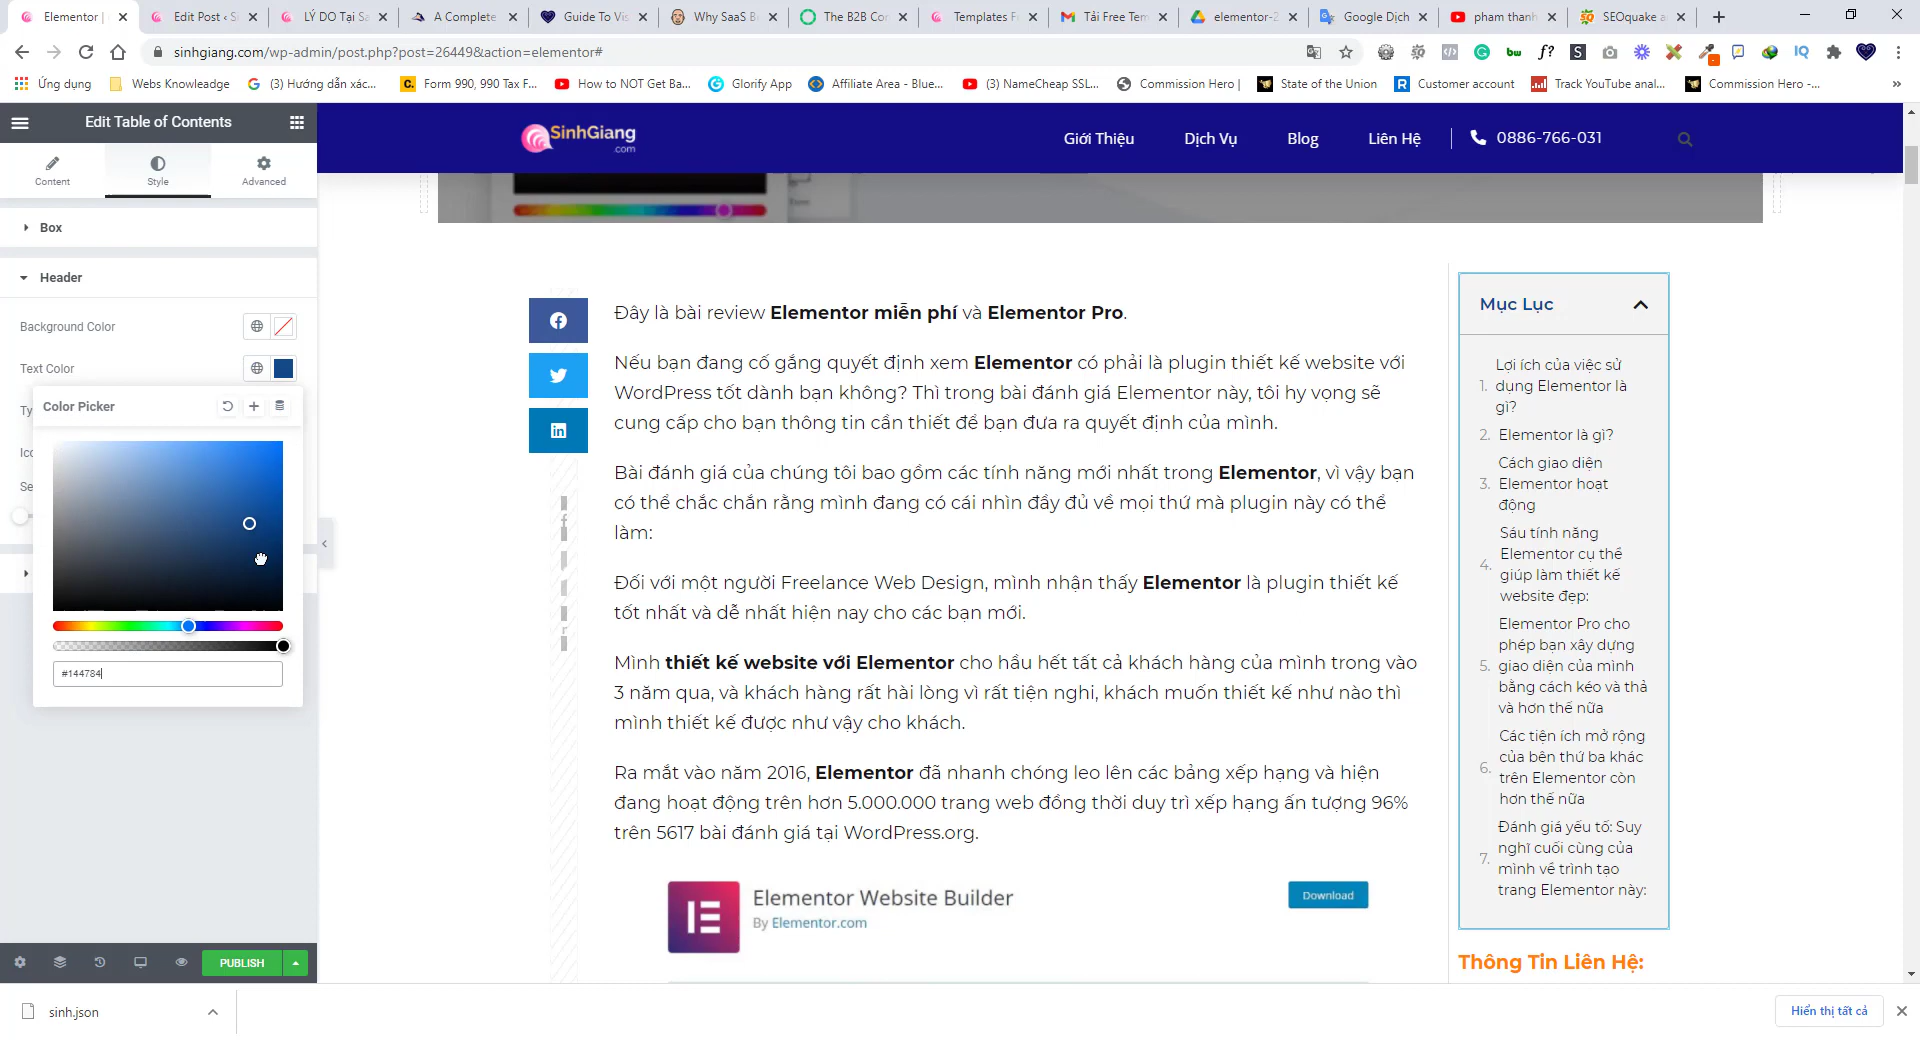 Elementor |
Edit Post ‹ S
LÝ DO Tại Sa
A Complete
Guide To Vis
Why SaaS B
The B2B Con
Templates F
Tải Free Tem
elementor-2
Google Dịch
pham thanh
SEOquake a
sinhgiang.com/wp-admin/post.php?post=26449&action=elementor#
Ứng dụng
Webs Knowleadge
(3) Hướng dẫn xác...
Form 990, 990 Tax F...
How to NOT Get Ba...
Glorify App
Affiliate Area - Blue...
(3) NameCheap SSL...
Commission Hero |
State of the Union
Customer account
Track YouTube anal...
Commission Hero -...
Edit Table of Contents
Content
Style
Advanced
Box
Header
Background Color
Text Color
Ty
Color Picker
Ico
Se
#144784
PUBLISH
SinhGiang
.com
Giới Thiệu
Dịch Vụ
Blog
Liên Hệ
0886-766-031
Đây là bài review Elementor miễn phí và Elementor Pro.
Nếu bạn đang cố gắng quyết định xem Elementor có phải là plugin thiết kế website với
WordPress tốt dành bạn không? Thì trong bài đánh giá Elementor này, tôi hy vọng sẽ
cung cấp cho bạn thông tin cần thiết để bạn đưa ra quyết định của mình.
Bài đánh giá của chúng tôi bao gồm các tính năng mới nhất trong Elementor, vì vậy bạn
có thể chắc chắn rằng mình đang có cái nhìn đầy đủ về mọi thứ mà plugin này có thể
làm:
Đối với một người Freelance Web Design, mình nhận thấy Elementor là plugin thiết kế
tốt nhất và dễ nhất hiện nay cho các bạn mới.
Mình thiết kế website với Elementor cho hầu hết tất cả khách hàng của mình trong vào
3 năm qua, và khách hàng rất hài lòng vì rất tiện nghi, khách muốn thiết kế như nào thì
mình thiết kế được như vậy cho khách.
Ra mắt vào năm 2016, Elementor đã nhanh chóng leo lên các bảng xếp hạng và hiện
đang hoạt động trên hơn 5.000.000 trang web đồng thời duy trì xếp hạng ấn tượng 96%
trên 5617 bài đánh giá tại WordPress.org.
Elementor Website Builder
By Elementor.com
Download
Mục Lục
1. Lợi ích của việc sử
dụng Elementor là
gì?
2. Elementor là gì?
3. Cách giao diện
Elementor hoạt
động
4. Sáu tính năng
Elementor cụ thể
giúp làm thiết kế
website đẹp:
5. Elementor Pro cho
phép bạn xây dựng
giao diện của mình
bằng cách kéo và thả
và hơn thế nữa
6. Các tiện ích mở rộng
của bên thứ ba khác
trên Elementor còn
hơn thế nữa
7. Đánh giá yếu tố: Suy
nghĩ cuối cùng của
mình về trình tạo
trang Elementor này:
Thông Tin Liên Hệ:
sinh.json
Hiển thị tất cả